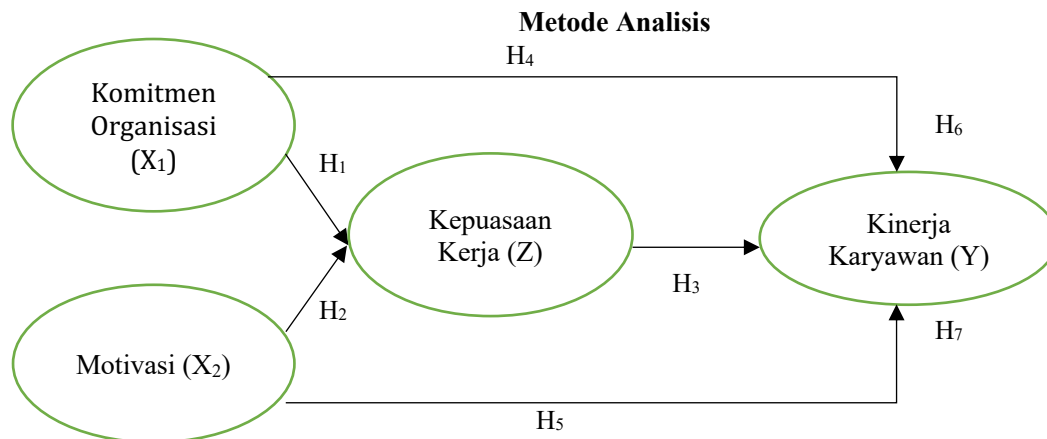 Metode Analisis
H4
Komitmen
Organisasi
(X1)
H6
H1
Kepuasaan
Kerja (Z)
Kinerja
Karyawan (Y)
H3
H2
H7
Motivasi (X2)
H5